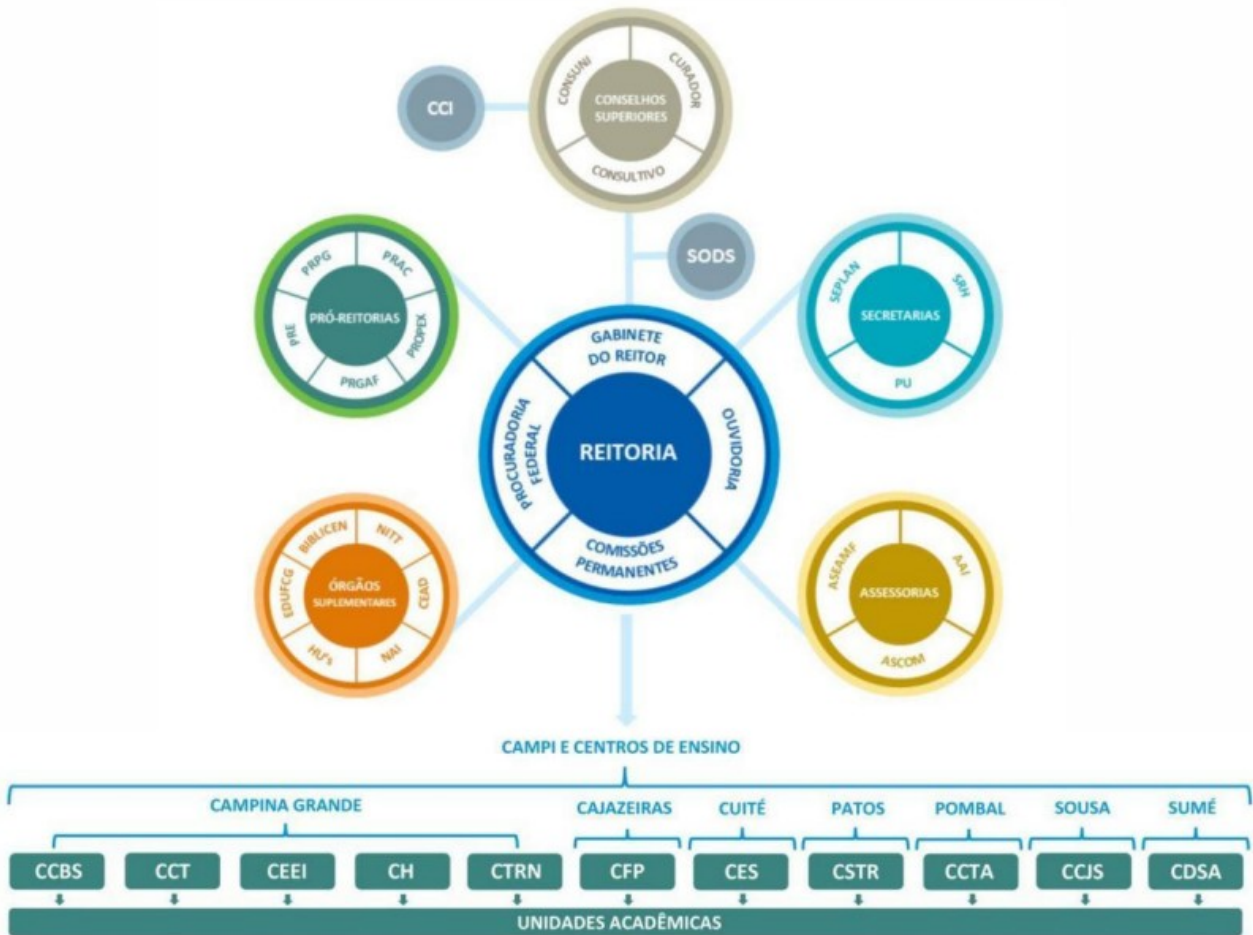 CONSUNI
CURADOR
CONSELHOS
SUPERIORES
CONSULTIVO
CCI
SODS
PRPG
PRAC
PRÓ-REITORIAS
PRE
PROPEX
PRGAF
SEPLAN
SRH
SECRETARIAS
PU
GABINETE
DO REITOR
PROCURADORIA
FEDERAL
REITORIA
OUVIDORIA
COMISSÕES
PERMANENTES
BIBLICEN
NITT
EDUFCG
ÓRGÃOS
SUPLEMENTARES
CEAD
HU's
NAI
ASEAMF
AAI
ASSESSORIAS
ASCOM
CAMPI E CENTROS DE ENSINO
CAMPINA GRANDE CAJAZEIRAS CUITÉ PATOS POMBAL SOUSA SUMÉ
CCBS CCT CEEI CH CTRN CFP CES CSTR CCTA CCJS CDSA
UNIDADES ACADÊMICAS